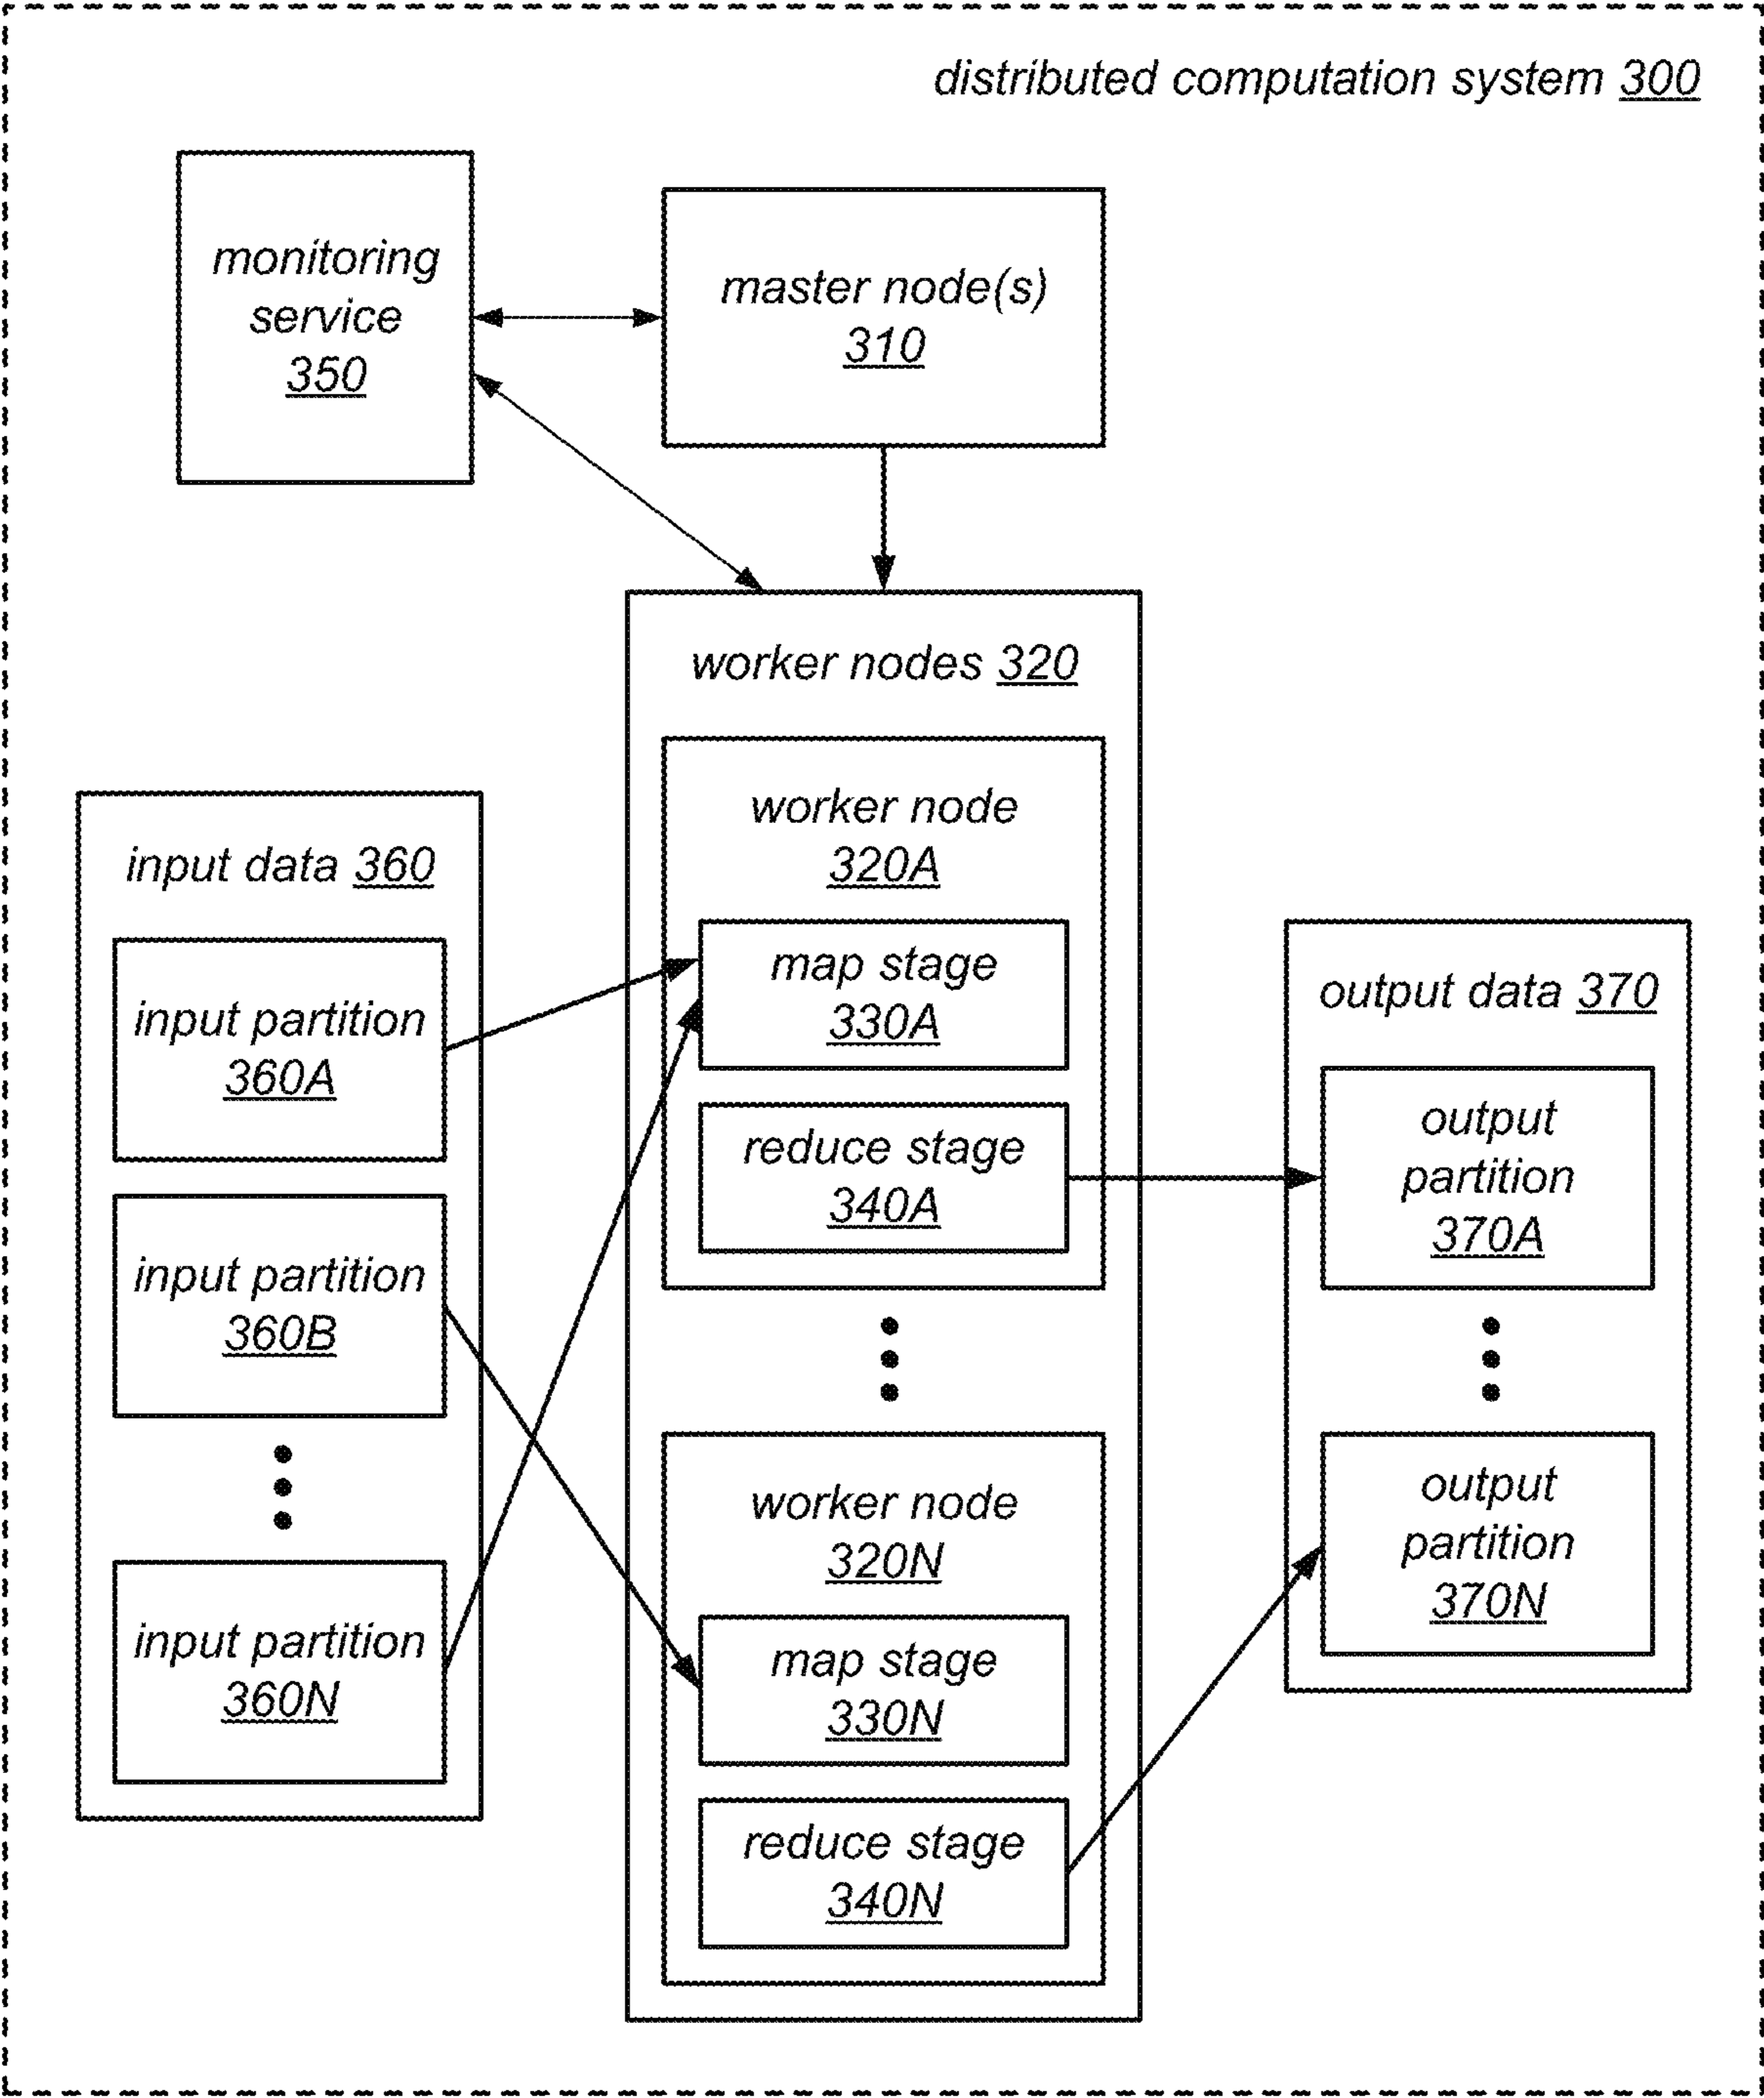 distributed computation system 300
monitoring
service
350
master node(s)
310
worker nodes 320
worker node
320A
map stage
330A
reduce stage
340A
worker node
320N
map stage
330N
reduce stage
340N
input data 360
input partition
360A
input partition
360B
input partition
360N
output data 370
output
partition
370A
output
partition
370N